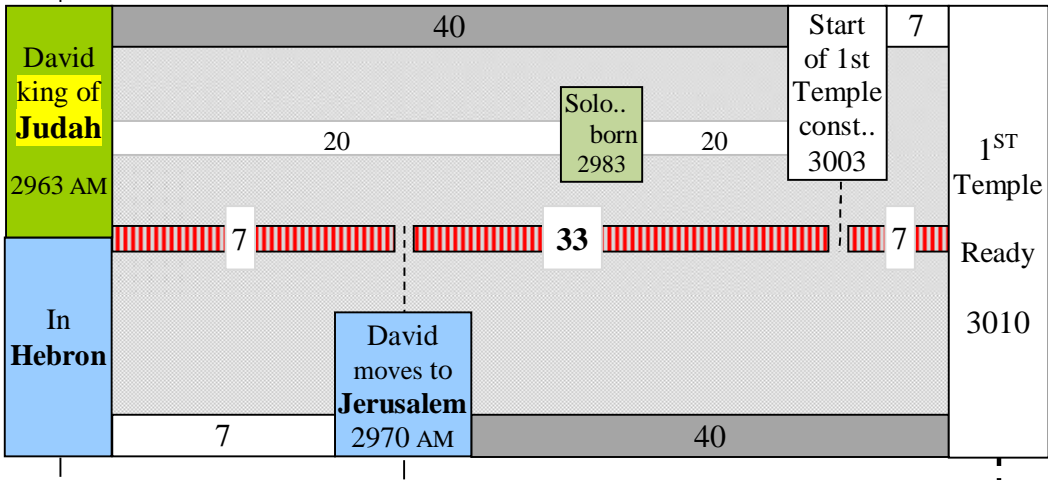 David
king of
Judah
2963 AM
In
Hebron
40
20
Solo..
born
2983
20
Start
of 1st
Temple
const..
3003
7
7
33
7
David
moves to
Jerusalem
2970 AM
7
40
1ST
Temple
Ready
3010